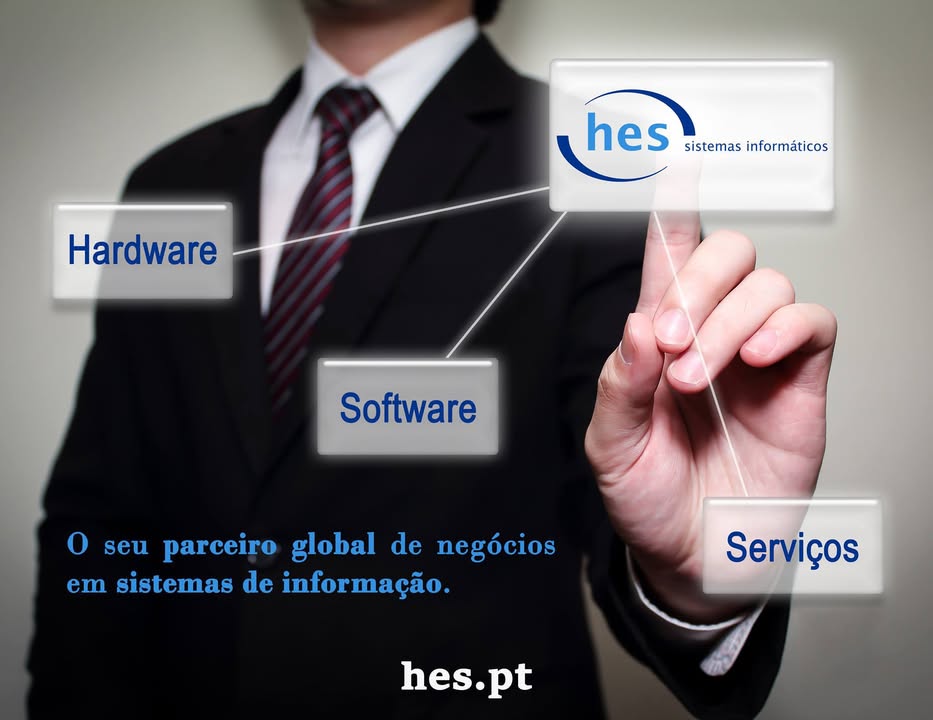 hes
sistemas informáticos
Hardware
Software
Serviços
O seu parceiro global de negócios
em sistemas de informação.
hes.pt